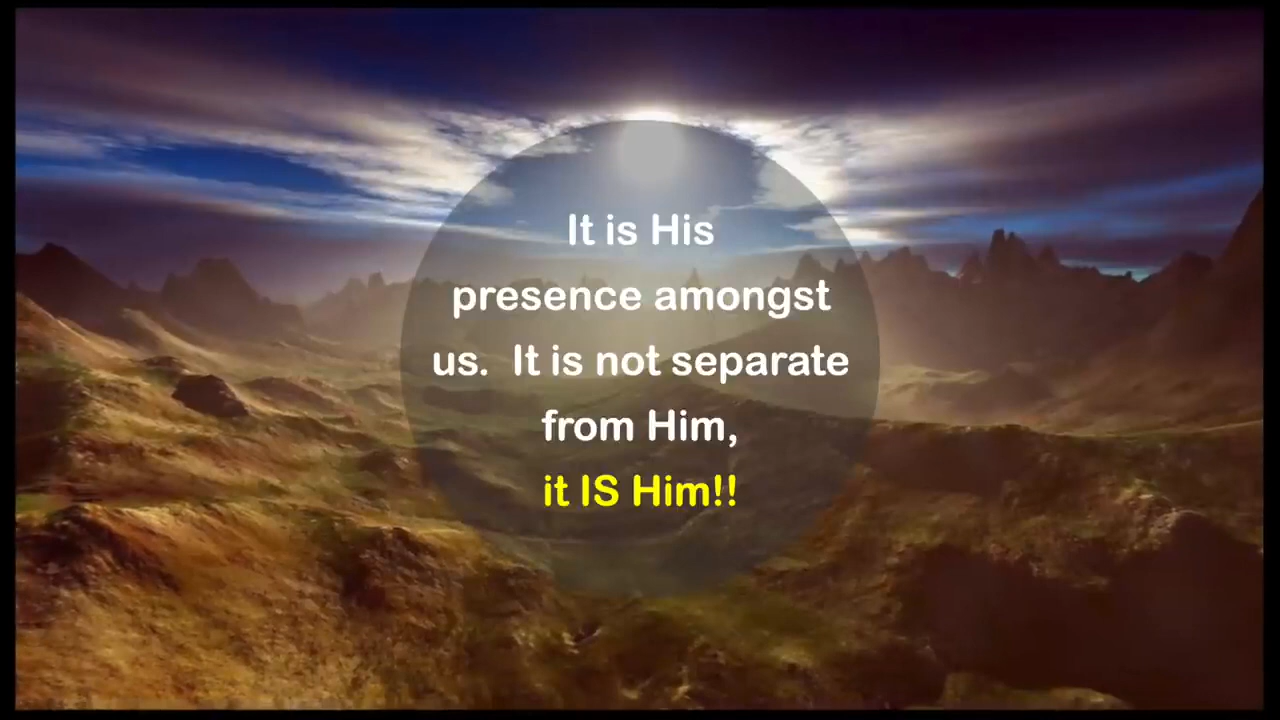 It is His
presence amongst
us.  It is not separate
from Him,
it IS Him!!